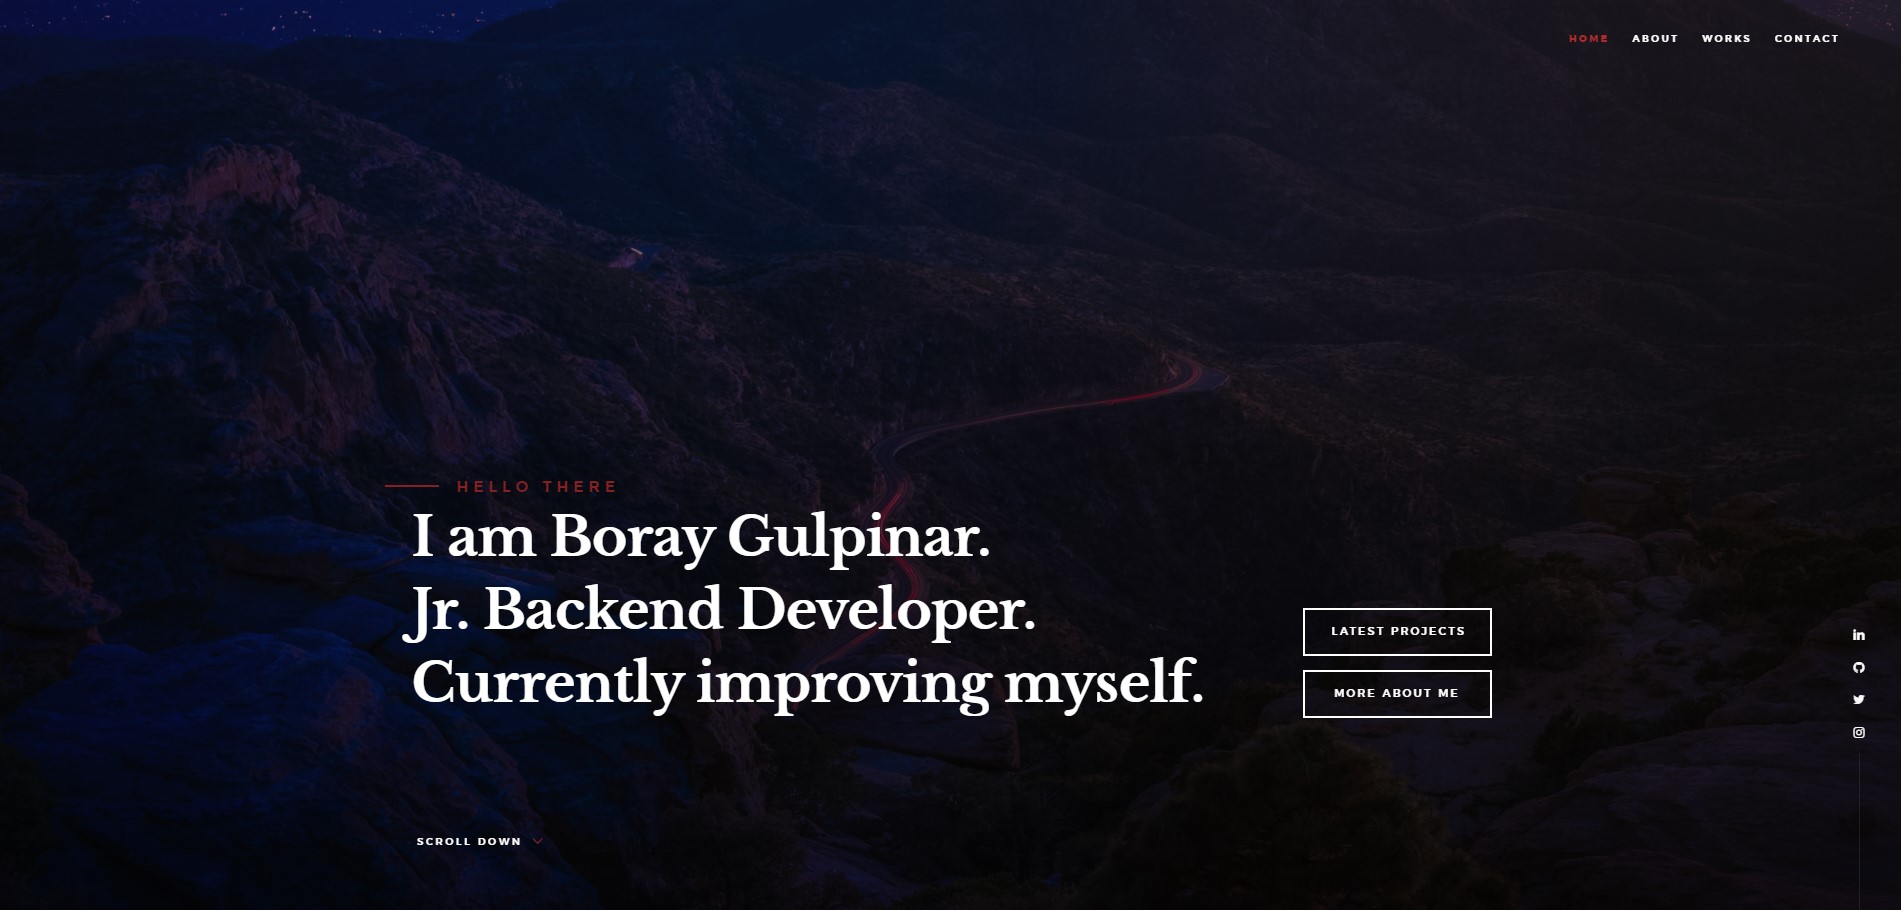 HOME ABOUT WORKS CONTACT
HELLO THERE
I am Boray Gulpinar.
Jr. Backend Developer.
Currently improving myself.
LATEST PROJECTS
MORE ABOUT ME
SCROLL DOWN